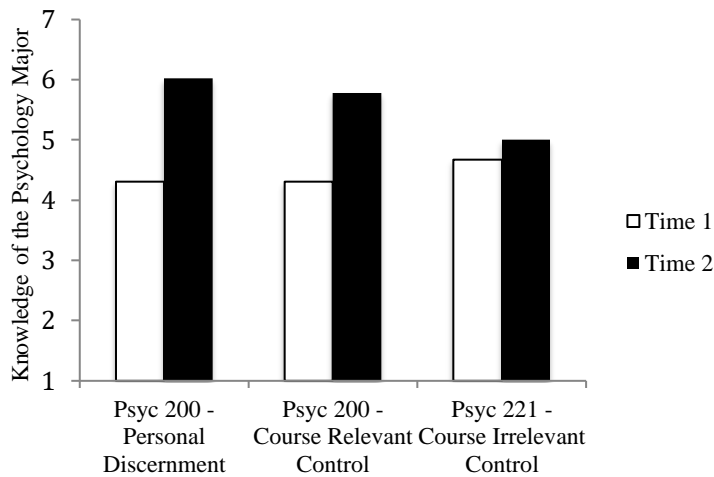 Knowledge of the Psychology Major
7
6
5
4
3
2
1
Psyc 200 -
Personal
Discernment
Psyc 200 -
Course Relevant
Control
Psyc 221 -
Course Irrelevant
Control
Time 1
Time 2